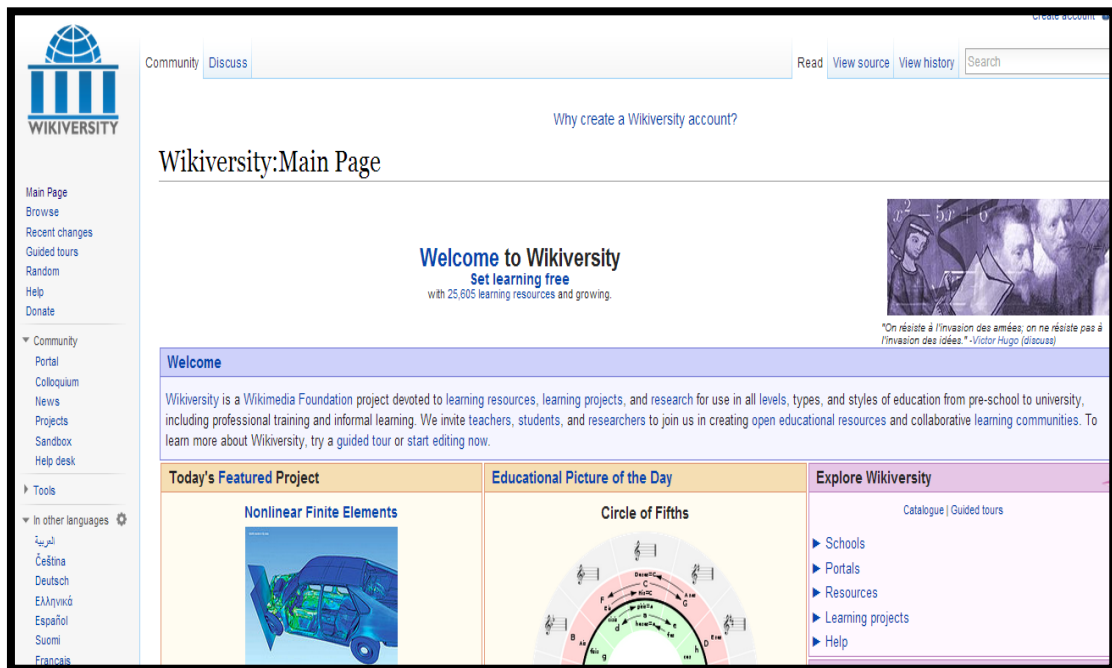 Create account
WIKIVERSITY
Community Discuss
Read View source View history Search
Why create a Wikiversity account?
Wikiversity:Main Page
Main Page
Browse
Recent changes
Guided tours
Random
Help
Donate
Community
Portal
Colloquium
News
Projects
Sandbox
Help desk
Tools
In other languages
العربية
Čeština
Deutsch
Ελληνικά
Español
Suomi
Français
Welcome to Wikiversity
Set learning free
with 25,605 learning resources and growing.
x² - 5x + 6
"On résiste à l'invasion des amées; on ne résiste pas à
l'invasion des idées." -Victor Hugo (discuss)
Welcome
Wikiversity is a Wikimedia Foundation project devoted to learning resources, learning projects, and research for use in all levels, types, and styles of education from pre-school to university,
including professional training and informal learning. We invite teachers, students, and researchers to join us in creating open educational resources and collaborative learning communities. To
learn more about Wikiversity, try a guided tour or start editing now.
Today's Featured Project
Nonlinear Finite Elements
Educational Picture of the Day
Circle of Fifths
F C G
B D
d a e
g h
Explore Wikiversity
Catalogue | Guided tours
Schools
Portals
Resources
Learning projects
Help